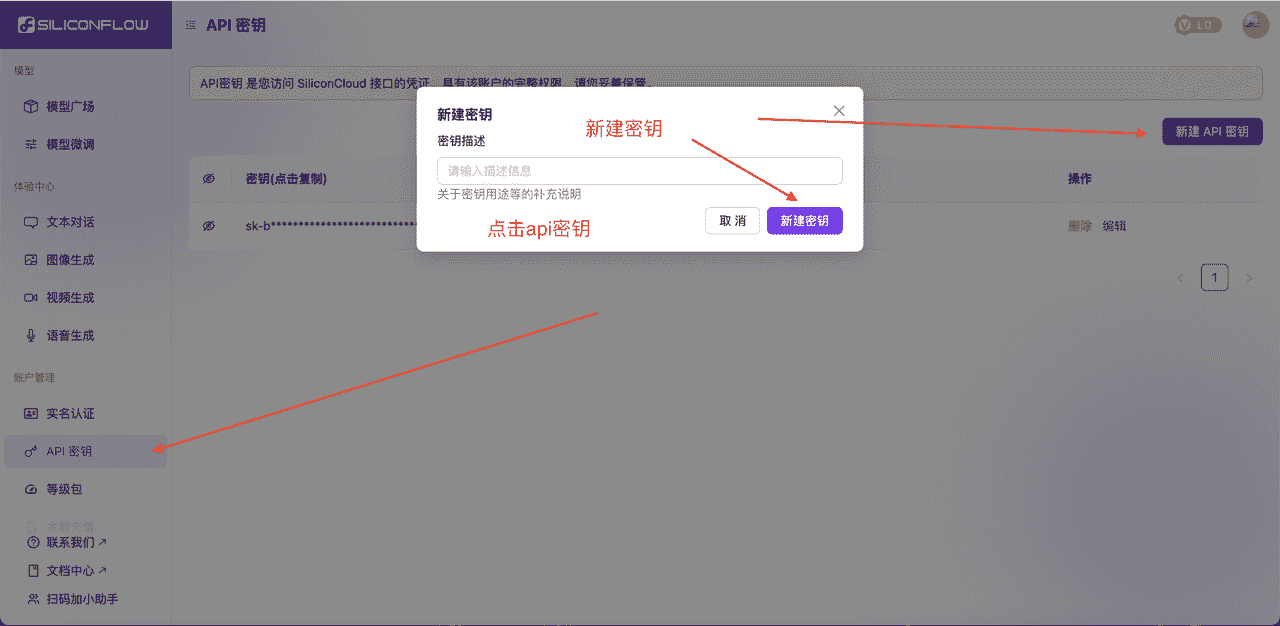 SILICONFLOW
API 密钥
L0
模型
模型广场
模型微调
体验中心
文本对话
图像生成
视频生成
语音生成
账户管理
实名认证
API 密钥
等级包
余额充值
联系我们
文档中心
扫码加小助手
API密钥 是您访问 SiliconCloud 接口的凭证，具有该账户的完整权限，请您妥善保管。
新建 API 密钥
密钥(点击复制)
操作
sk-b****************************
删除 编辑
1
新建密钥
密钥描述
请输入描述信息
关于密钥用途等的补充说明
取 消
新建密钥
新建密钥
点击api密钥